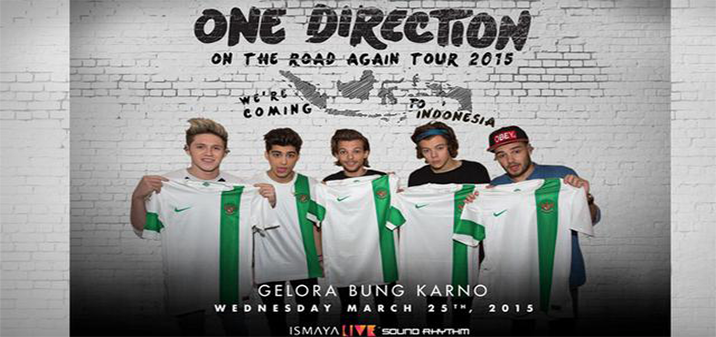 ONE DIRECTION
ON THE ROAD AGAIN TOUR 2015
WE'RE COMING
TO INDONESIA
OBEY
GELORA BUNG KARNO
WEDNESDAY MARCH 25TH, 2015
ISMAYA LIVE SOUND RHYTHM